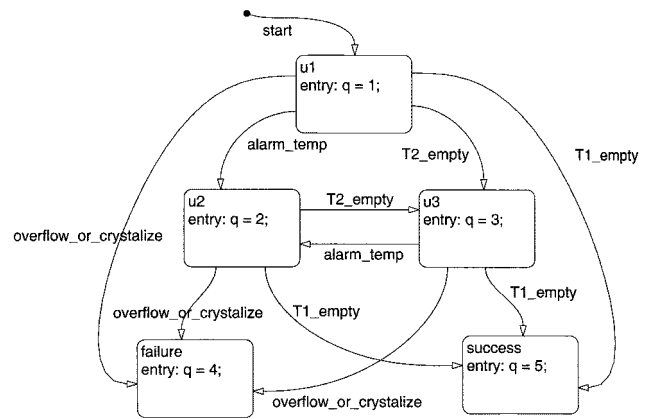 start
u1
entry: q = 1;
alarm_temp
T2_empty
T1_empty
u2
entry: q = 2;
T2_empty
u3
entry: q = 3;
overflow_or_crystalize
alarm_temp
overflow_or_crystalize
T1_empty
T1_empty
failure
entry: q = 4;
success
entry: q = 5;
overflow_or_crystalize